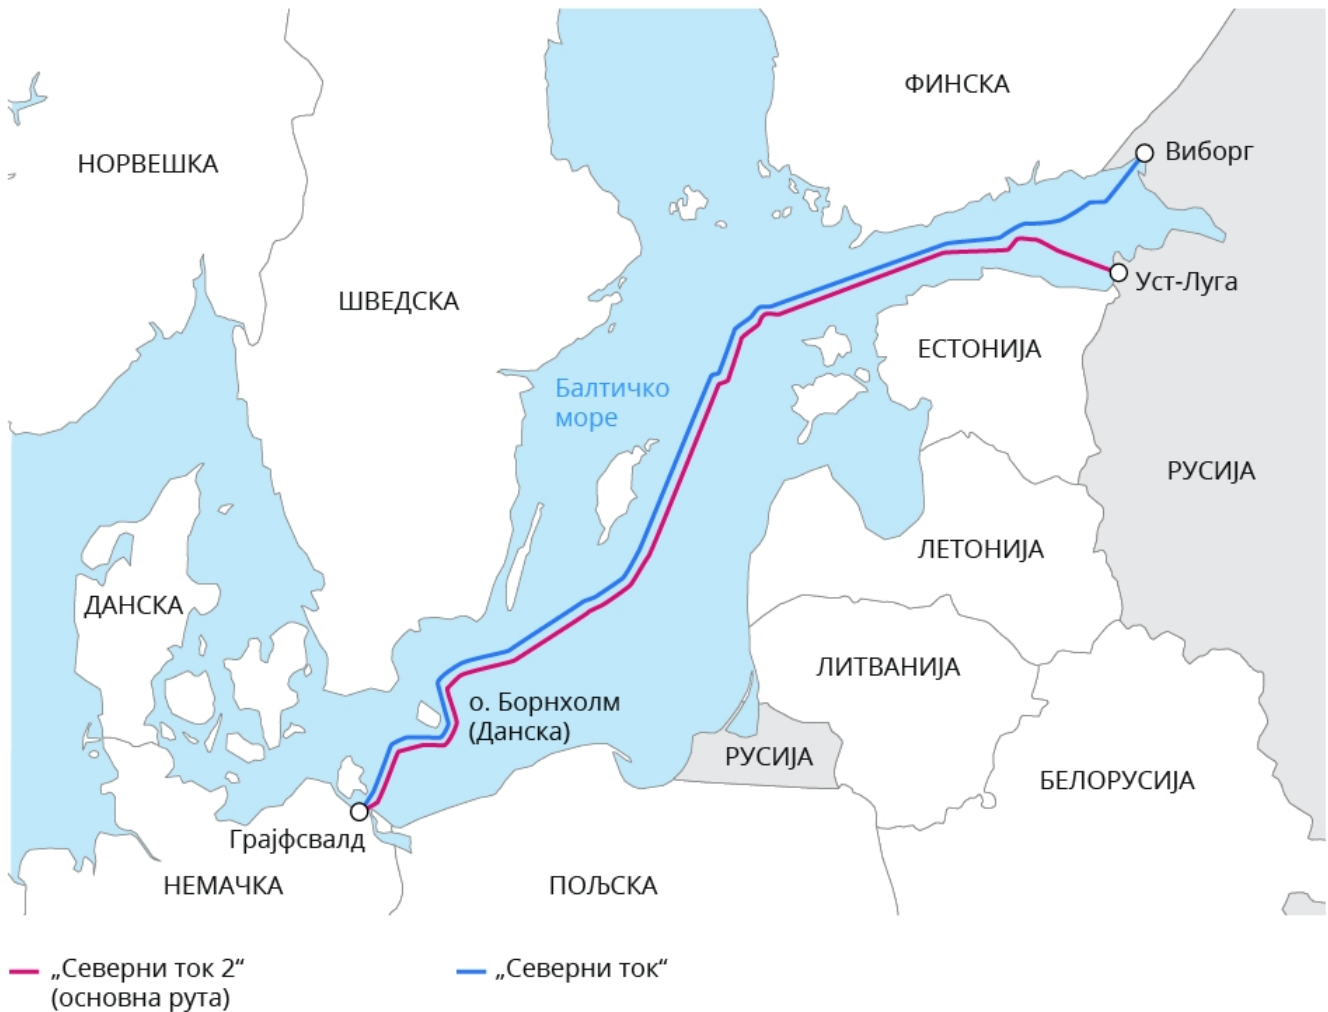 ФИНСКА
Виборг
НОРВЕШКА
Уст-Луга
ШВЕДСКА
ЕСТОНИЈА
Балтичко
море
РУСИЈА
ЛЕТОНИЈА
ДАНСКА
ЛИТВАНИЈА
о. Борнхолм
(Данска)
РУСИЈА
БЕЛОРУСИЈА
Грајфсвалд
НЕМАЧКА
ПОЉСКА
„Северни ток 2“
(основна рута)
„Северни ток“